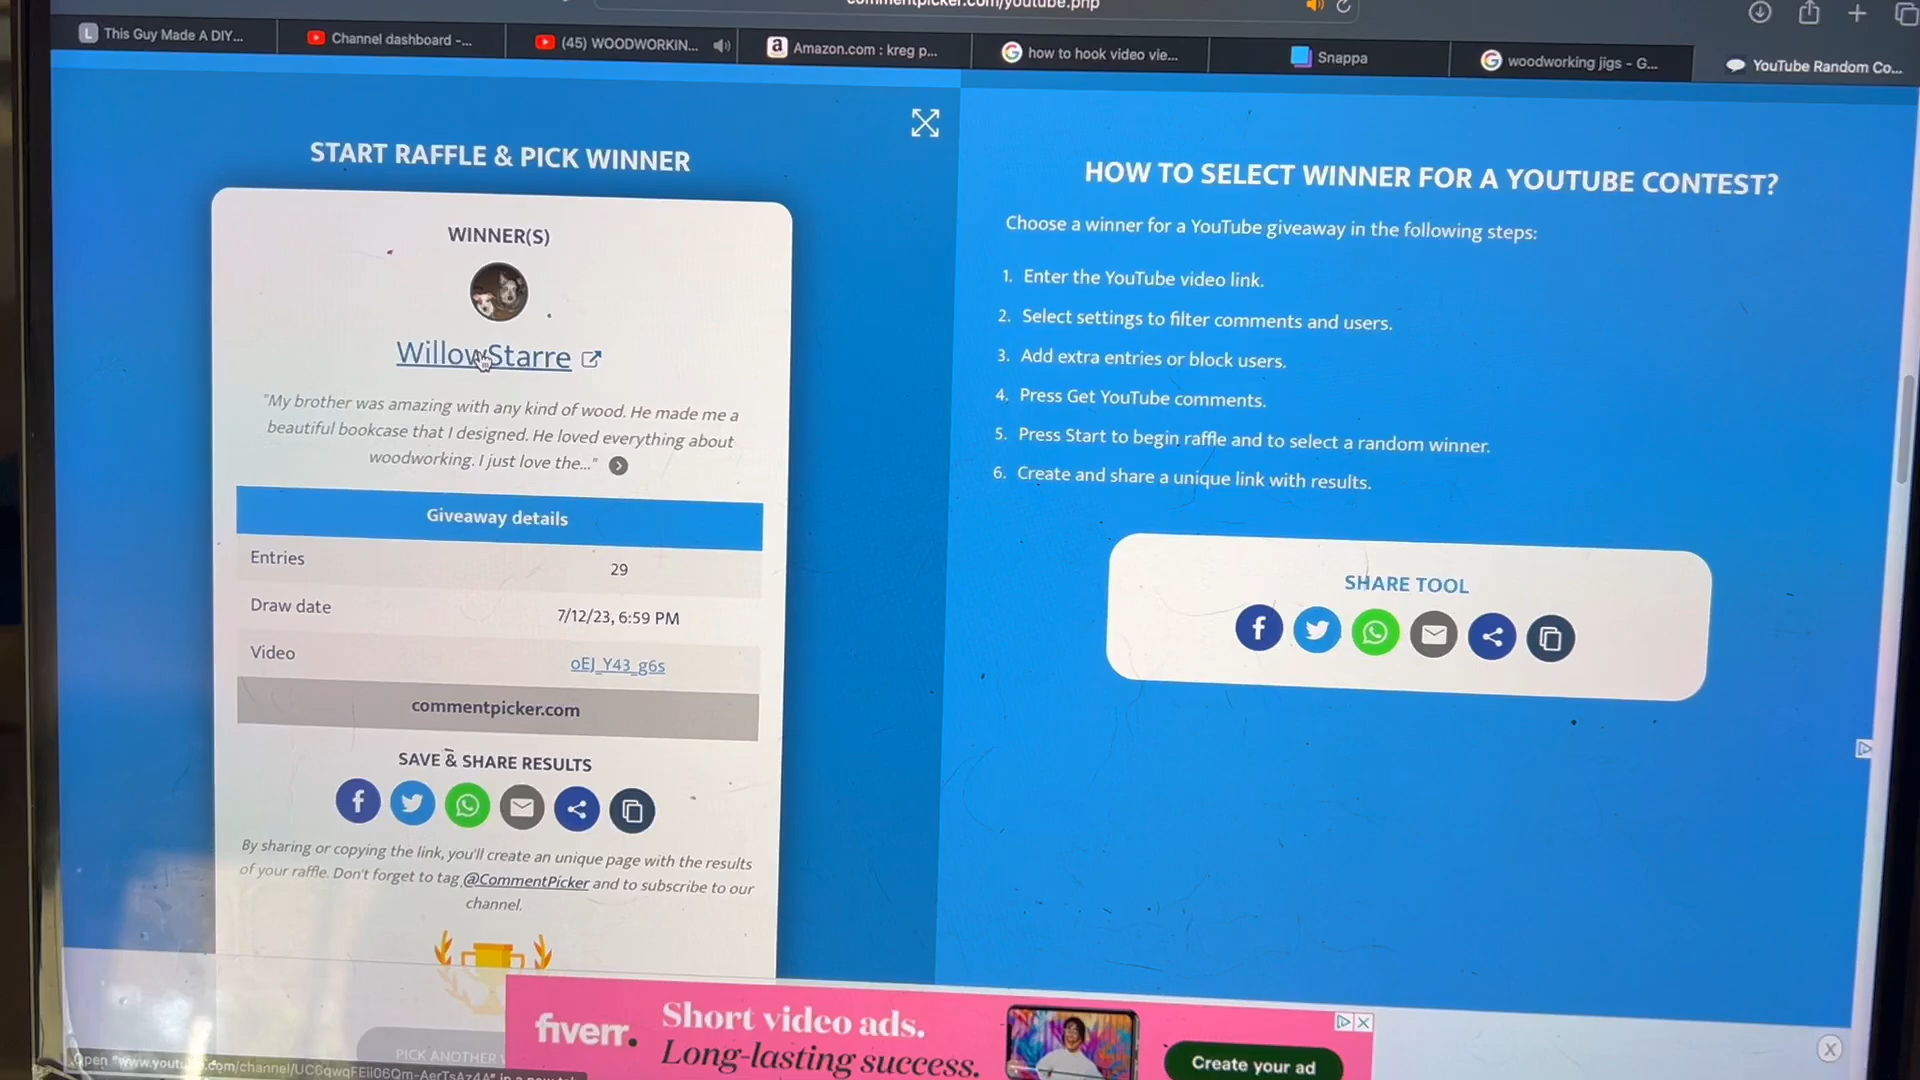 commentpicker.com/youtube.php
This Guy Made A DIY...
Channel dashboard -...
(45) WOODWORKIN...
Amazon.com : kreg p...
how to hook video vie...
Snappa
woodworking jigs - G...
YouTube Random Co...
START RAFFLE & PICK WINNER
WINNER(S)
WillowStarre
"My brother was amazing with any kind of wood. He made me a
beautiful bookcase that I designed. He loved everything about
woodworking. I just love the..."
Giveaway details
Entries 29
Draw date 7/12/23, 6:59 PM
Video oEJ_Y43_g6s
commentpicker.com
SAVE & SHARE RESULTS
By sharing or copying the link, you'll create an unique page with the results
of your raffle. Don't forget to tag @CommentPicker and to subscribe to our
channel.
PICK ANOTHER
HOW TO SELECT WINNER FOR A YOUTUBE CONTEST?
Choose a winner for a YouTube giveaway in the following steps:
1. Enter the YouTube video link.
2. Select settings to filter comments and users.
3. Add extra entries or block users.
4. Press Get YouTube comments.
5. Press Start to begin raffle and to select a random winner.
6. Create and share a unique link with results.
SHARE TOOL
fiverr.
Short video ads.
Long-lasting success.
Create your ad